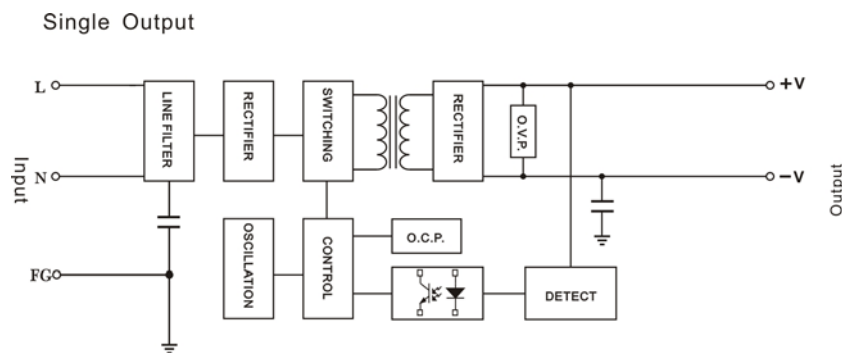 Single Output
L
LINE FILTER
RECTIFIER
SWITCHING
RECTIFIER
O.V.P.
+V
Input
N
−V
Output
OSCILLATION
CONTROL
O.C.P.
FG
DETECT